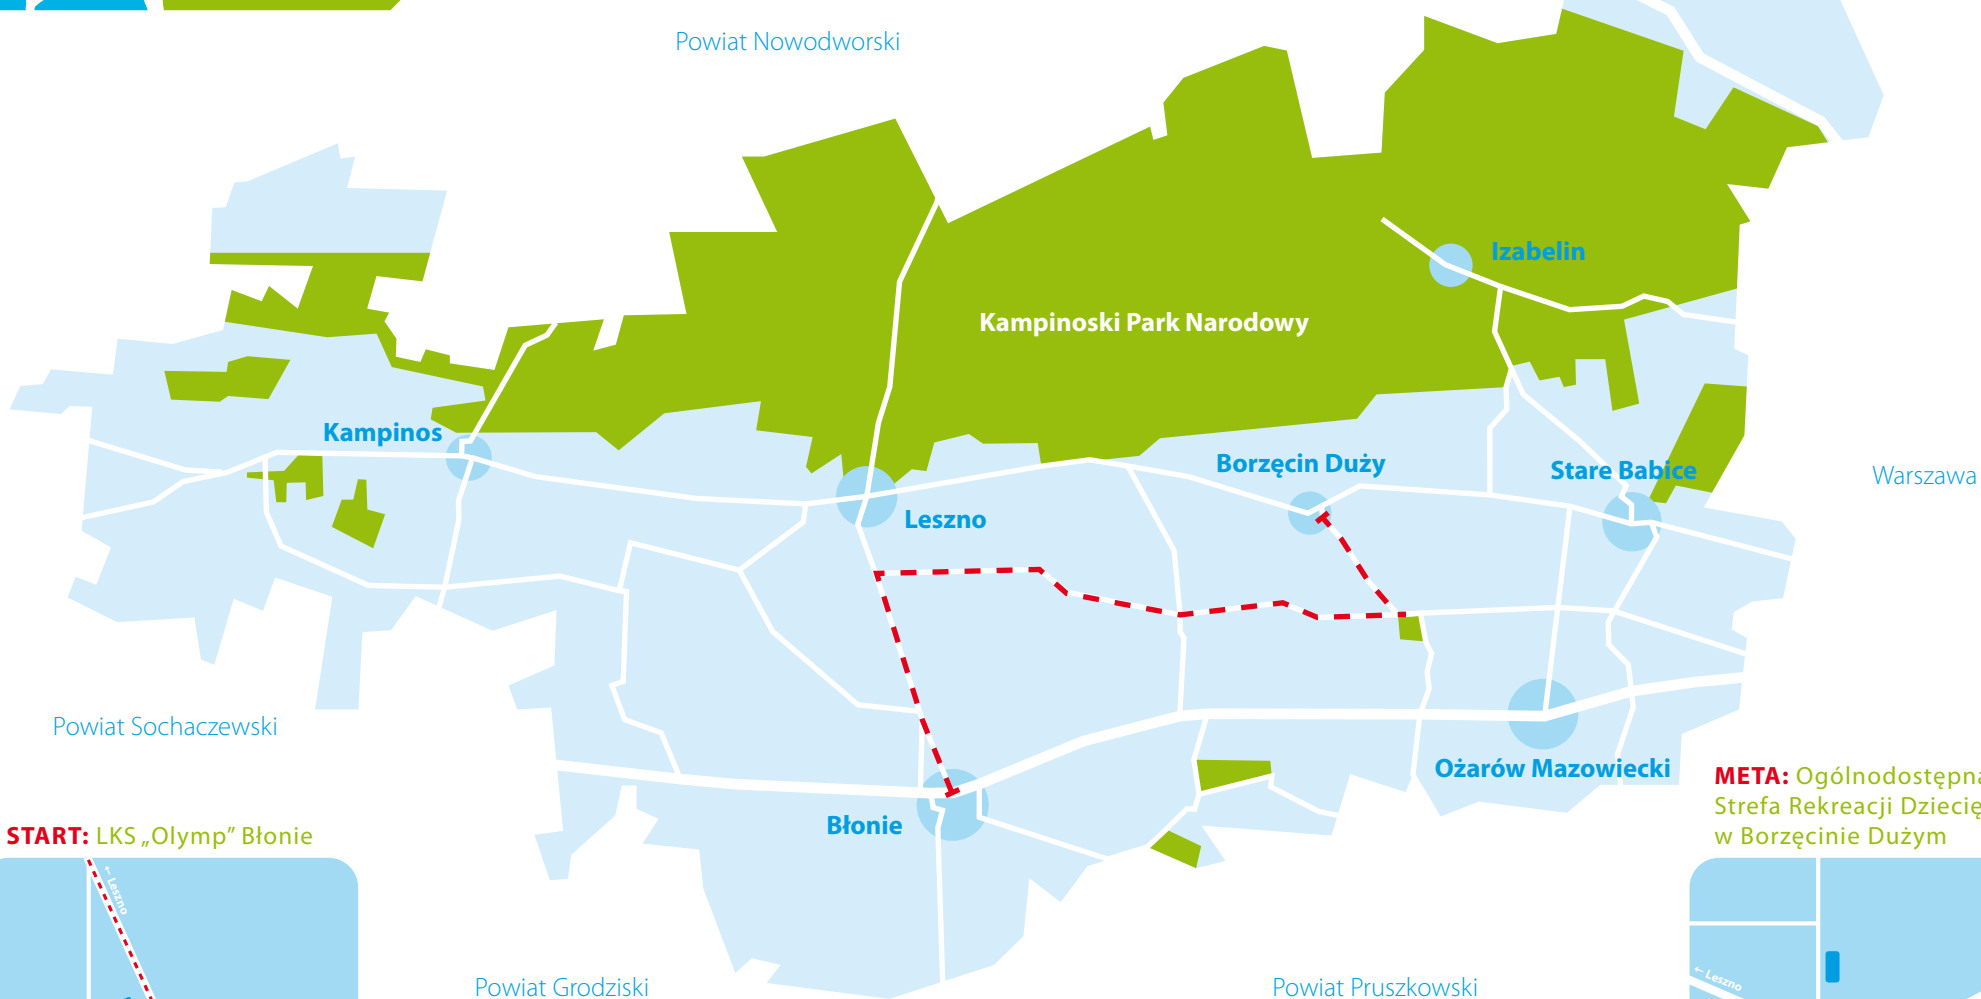 Powiat Nowodworski
Izabelin
Kampinoski Park Narodowy
Kampinos
Borzęcin Duży
Stare Babice
Warszawa
Leszno
Powiat Sochaczewski
Ożarów Mazowiecki
Błonie
META: Ogólnodostępna
Strefa Rekreacji Dziecię
w Borzęcinie Dużym
START: LKS „Olymp” Błonie
← Leszno
← Leszno
Powiat Grodziski
Powiat Pruszkowski